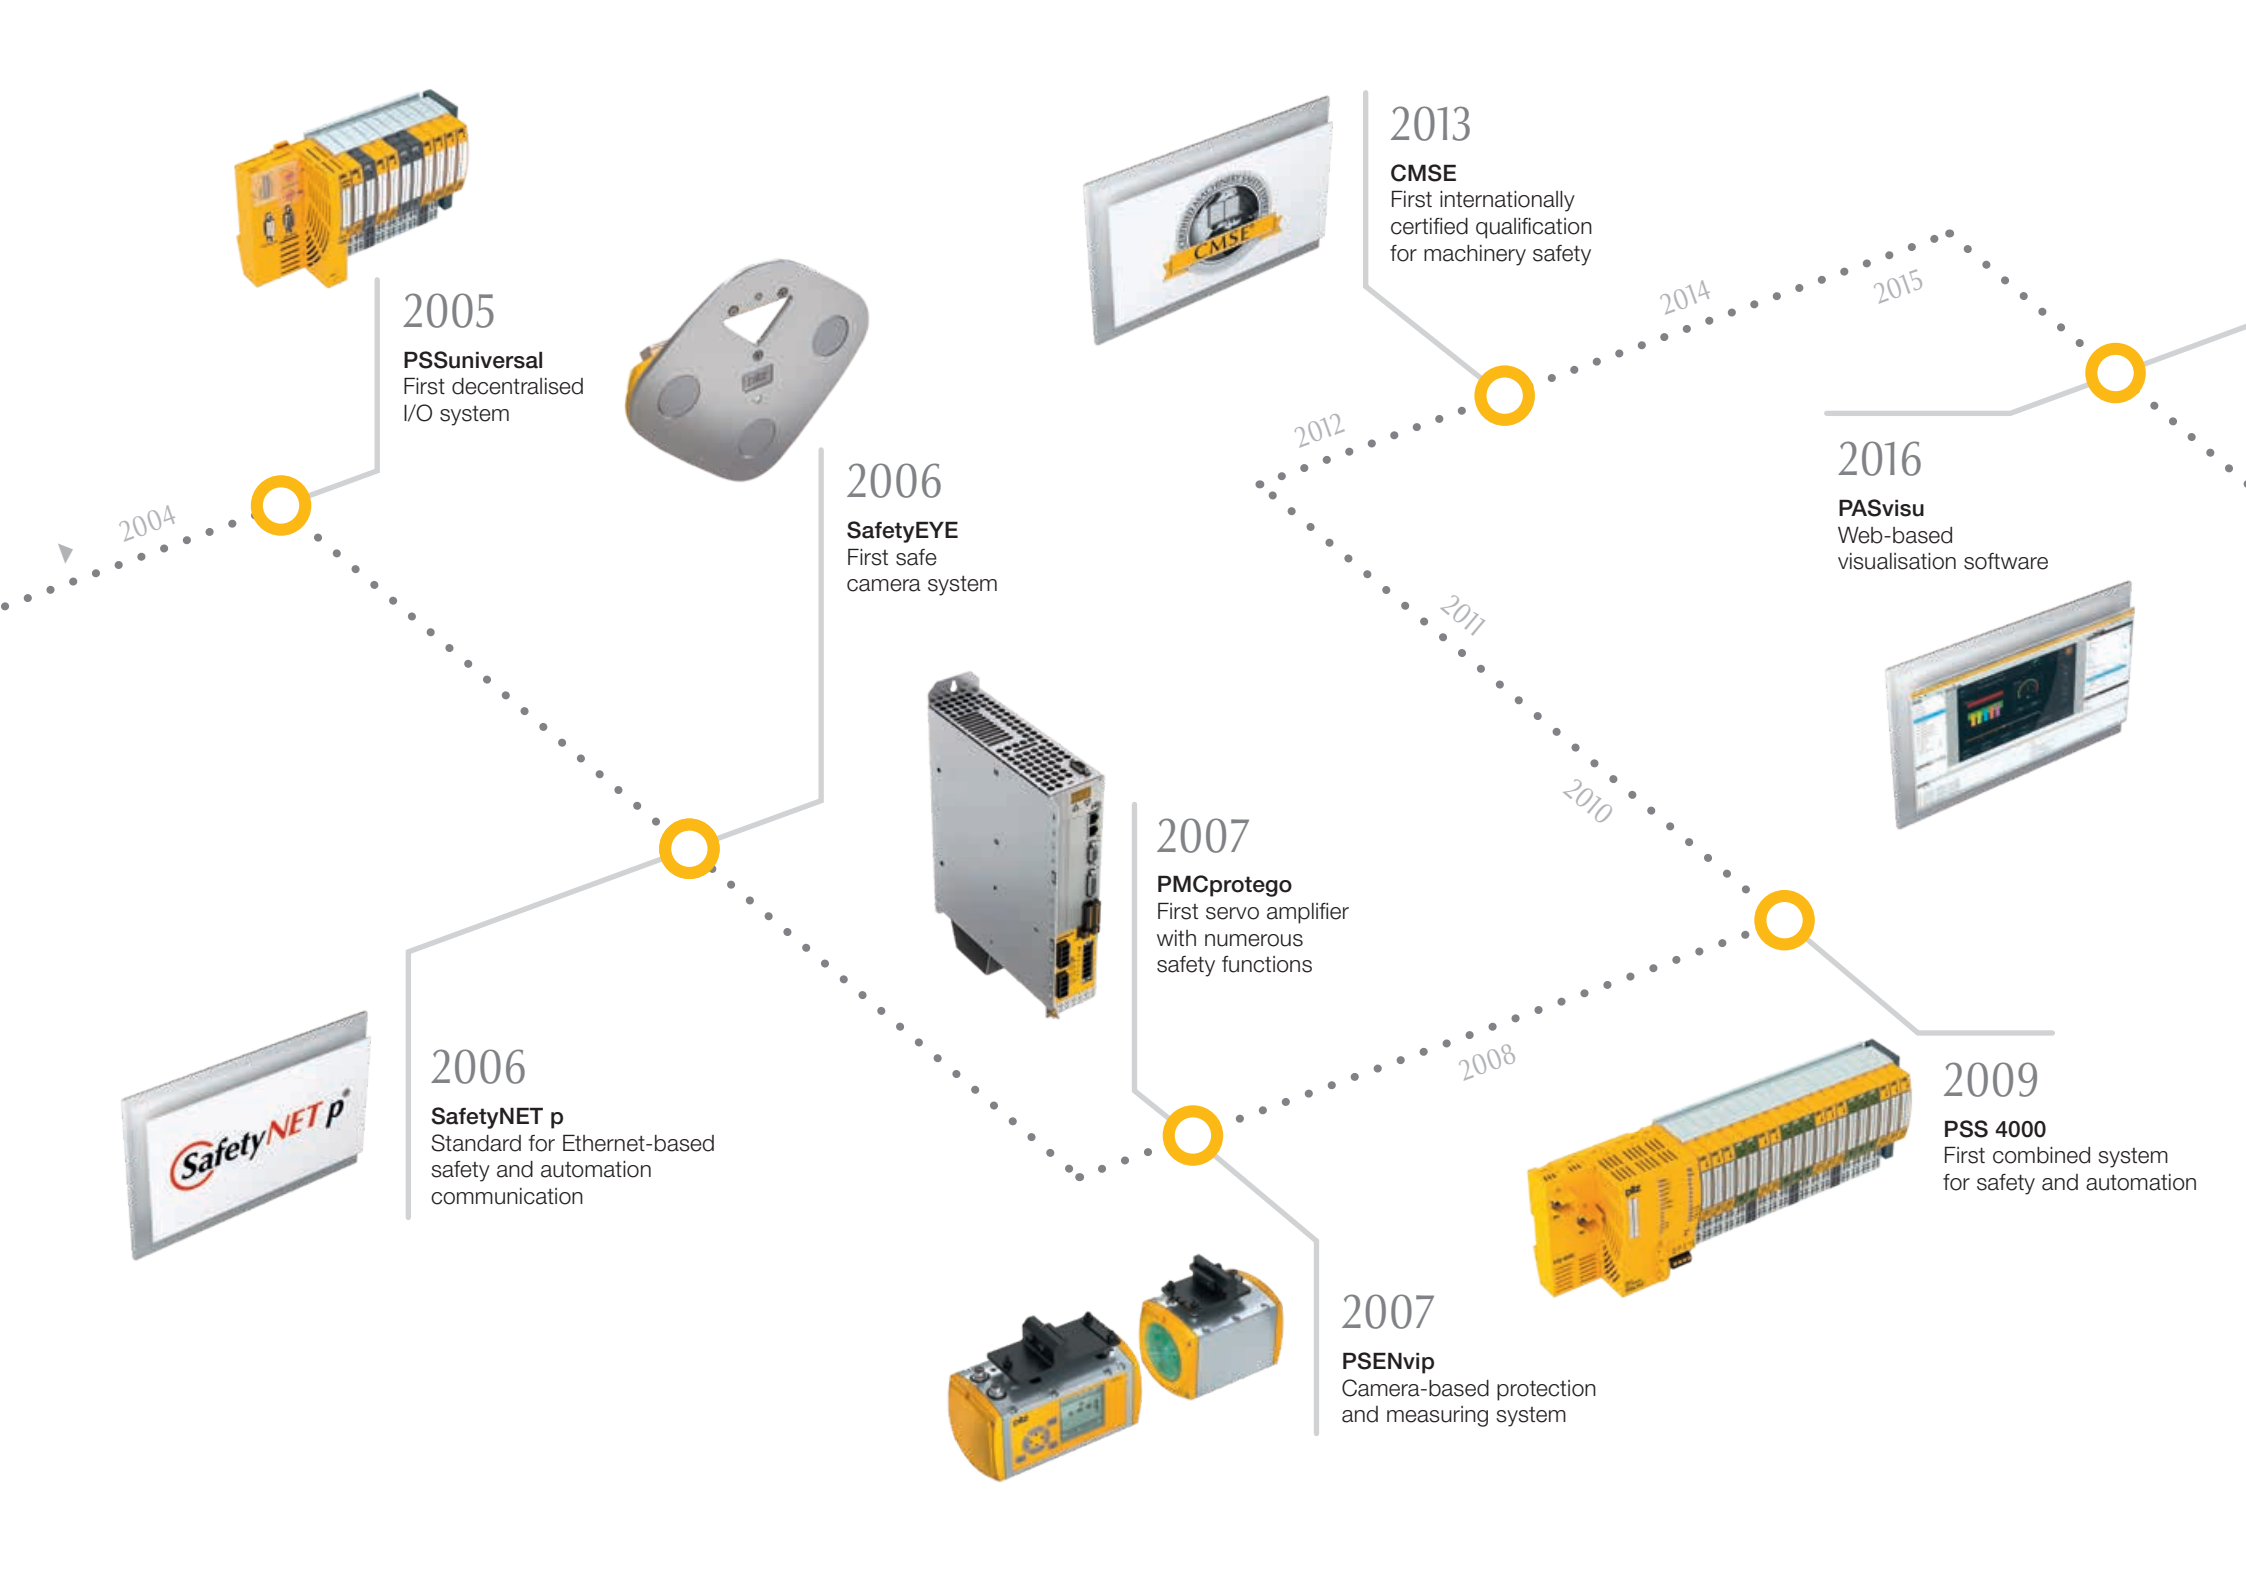 2004
2005
PSSuniversal
First decentralised
I/O system
2006
SafetyEYE
First safe
camera system
2006
SafetyNET p
Standard for Ethernet-based
safety and automation
communication
SafetyNET p®
2007
PMCprotego
First servo amplifier
with numerous
safety functions
2007
PSENvip
Camera-based protection
and measuring system
pilz
2008
2009
PSS 4000
First combined system
for safety and automation
pilz
2010
2011
2012
2013
CMSE
First internationally
certified qualification
for machinery safety
CMSE®
2014
2015
2016
PASvisu
Web-based
visualisation software